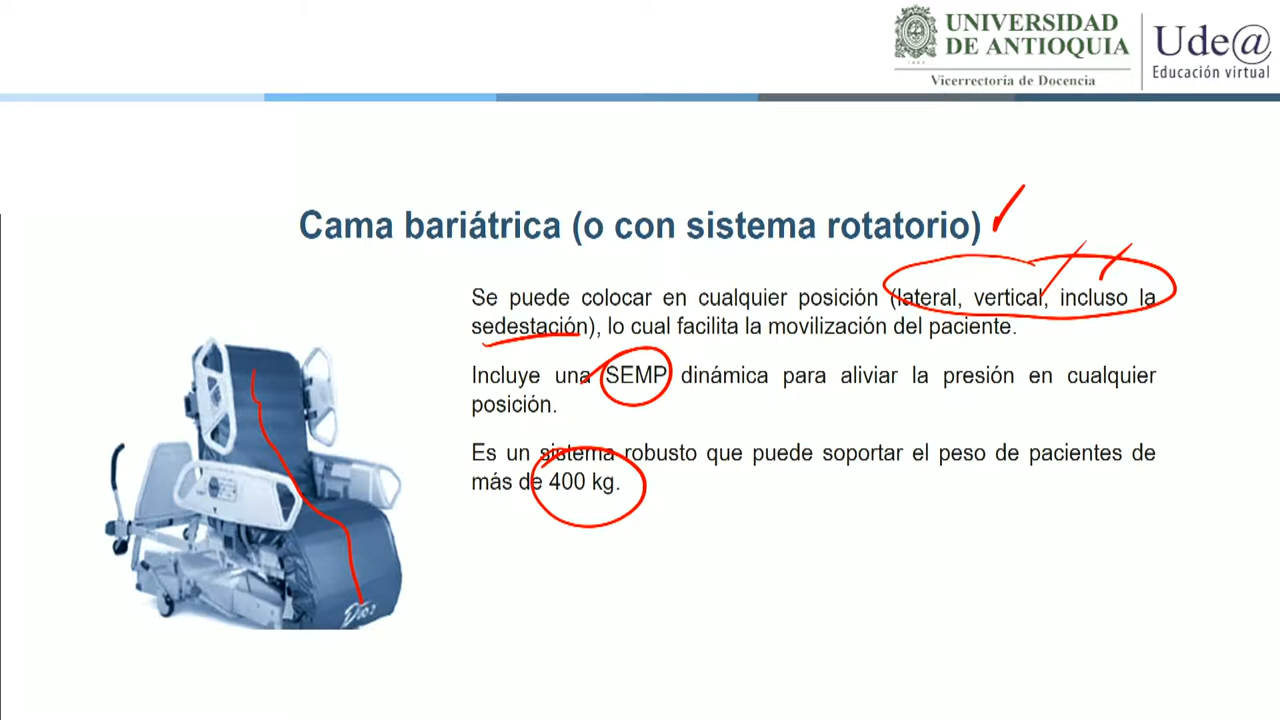 UNIVERSIDAD
DE ANTIOQUIA
Vicerrectoría de Docencia
Ude@
Educación virtual
Cama bariátrica (o con sistema rotatorio)
Se puede colocar en cualquier posición (lateral, vertical, incluso la
sedestación), lo cual facilita la movilización del paciente.
Incluye una SEMP dinámica para aliviar la presión en cualquier
posición.
Es un sistema robusto que puede soportar el peso de pacientes de
más de 400 kg.